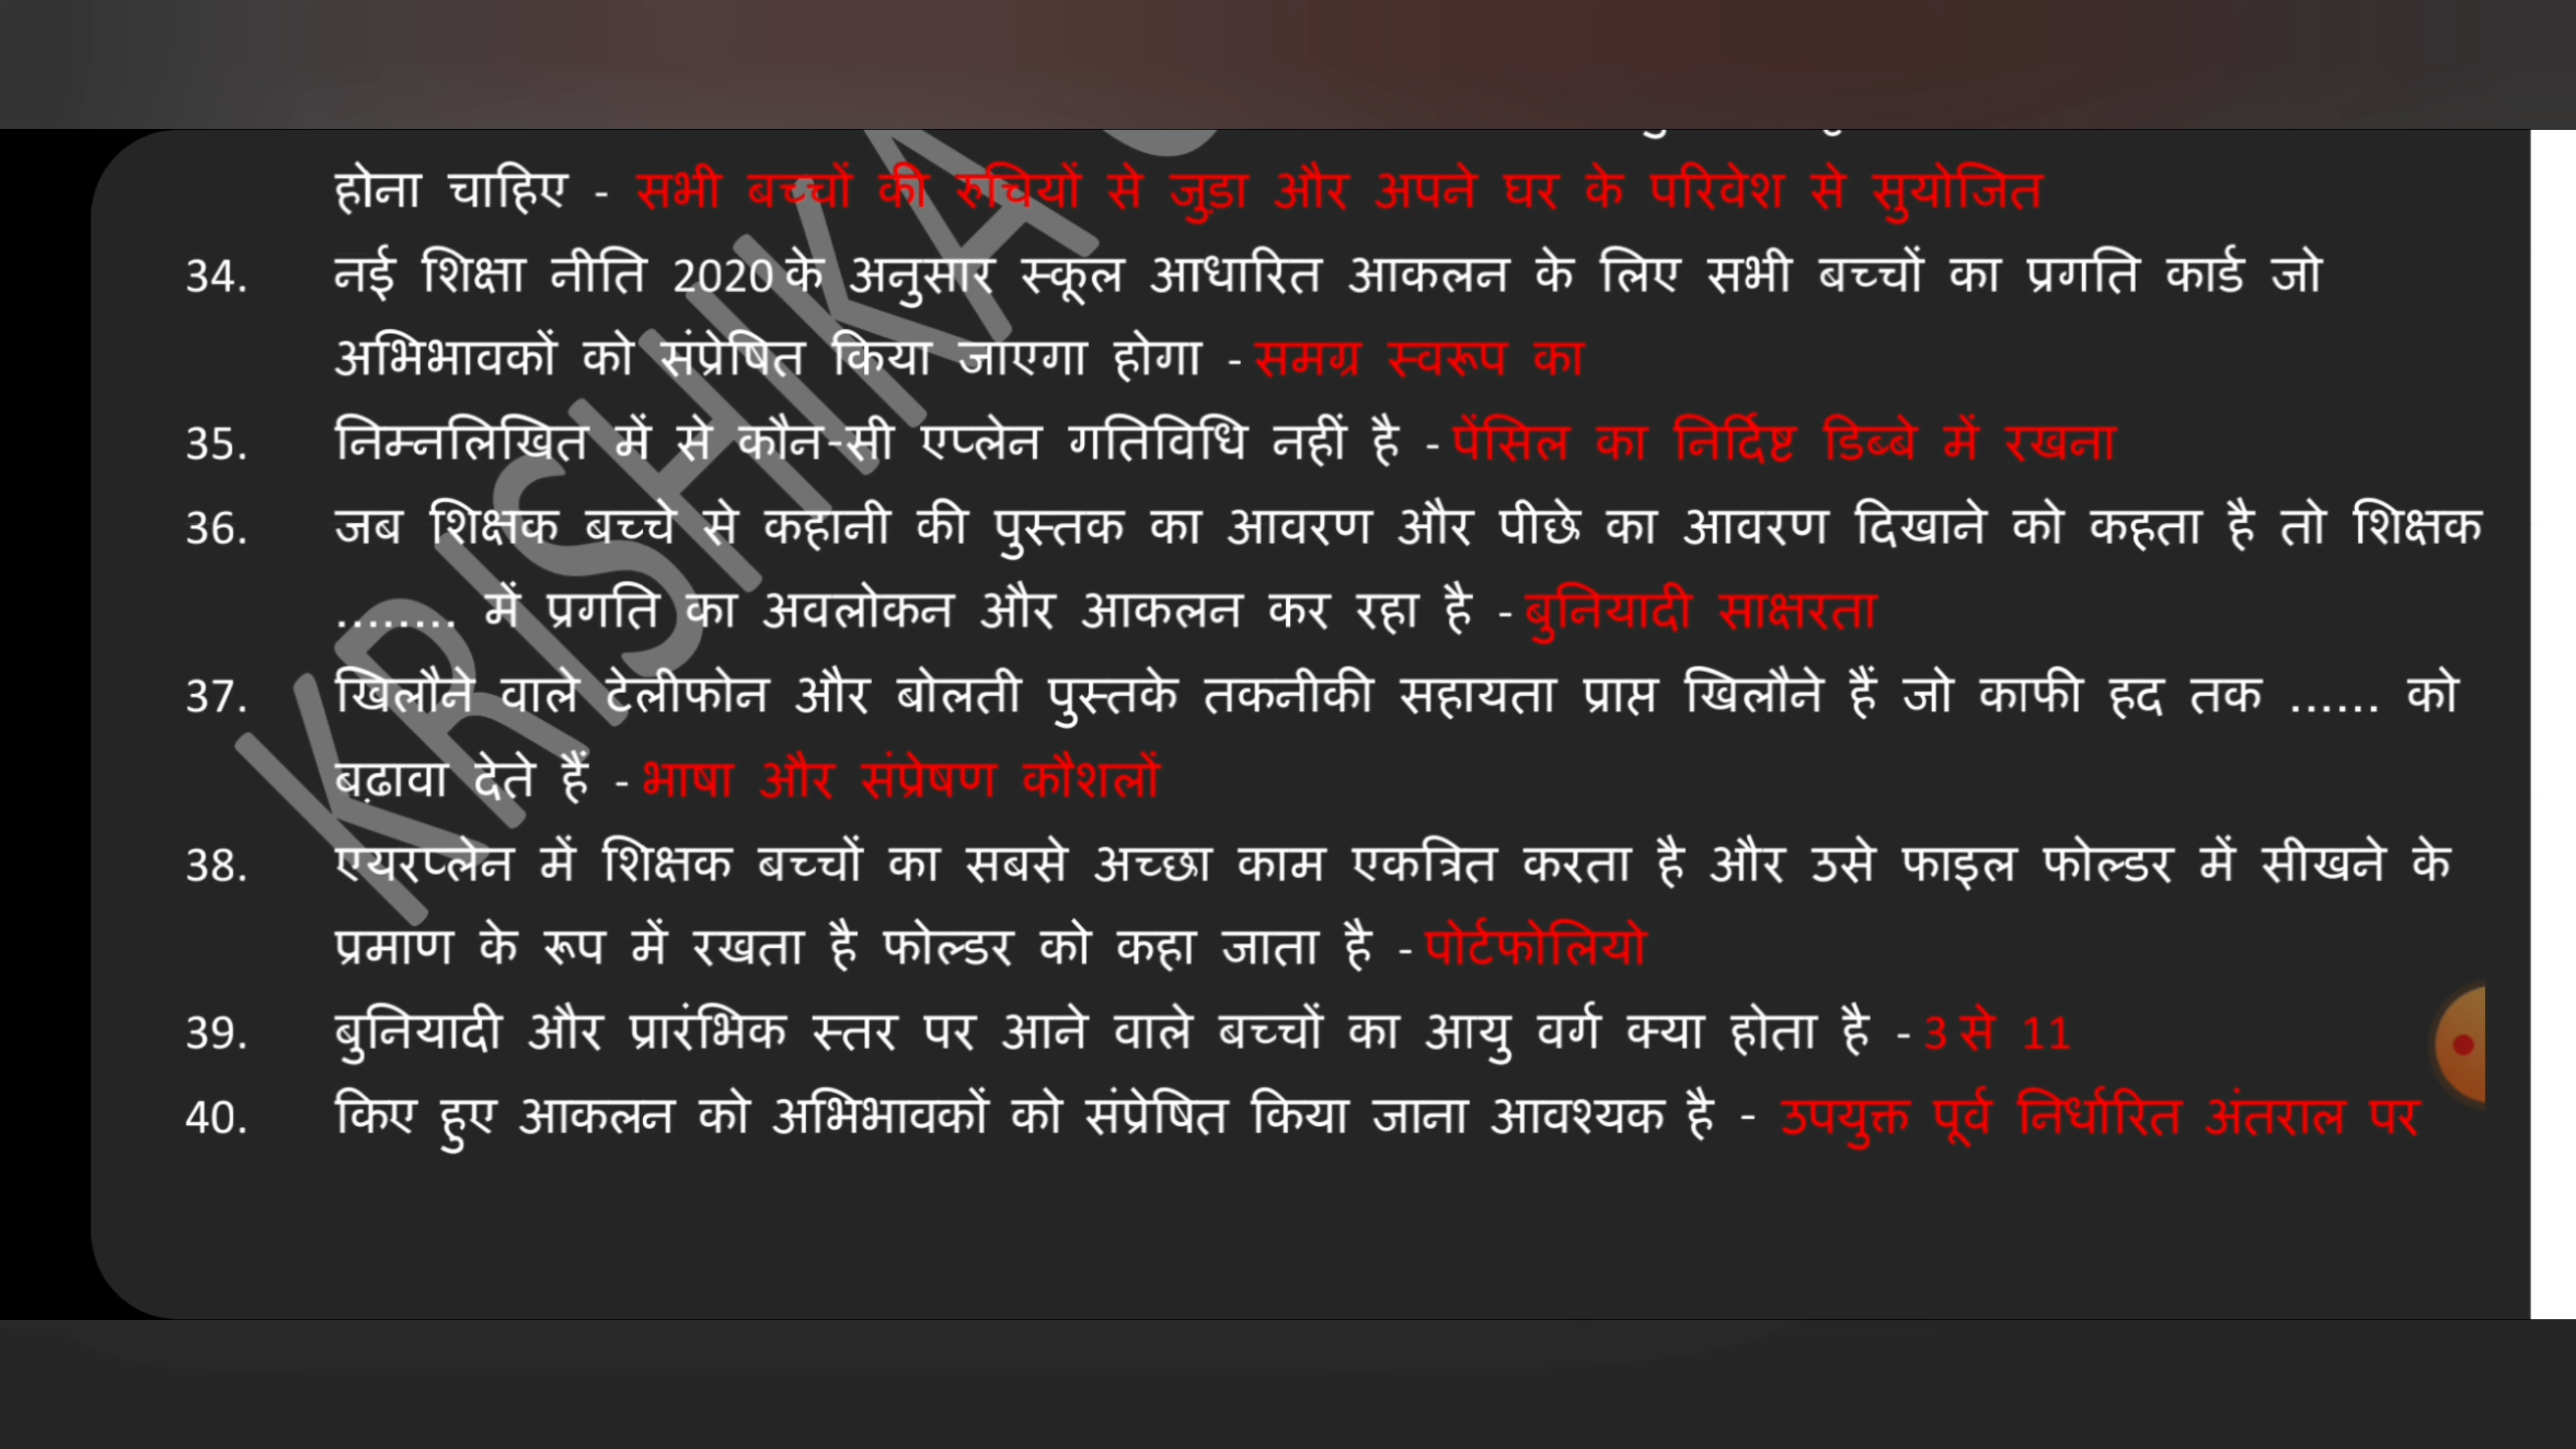 होना चाहिए - सभी बच्चों की रुचियों से जुड़ा और अपने घर के परिवेश से सुयोजित
34. नई शिक्षा नीति 2020 के अनुसार स्कूल आधारित आकलन के लिए सभी बच्चों का प्रगति कार्ड जो
अभिभावकों को संप्रेषित किया जाएगा होगा - समग्र स्वरूप का
35. निम्नलिखित में से कौन-सी एप्लेन गतिविधि नहीं है - पेंसिल का निर्दिष्ट डिब्बे में रखना
36. जब शिक्षक बच्चे से कहानी की पुस्तक का आवरण और पीछे का आवरण दिखाने को कहता है तो शिक्षक
........ में प्रगति का अवलोकन और आकलन कर रहा है - बुनियादी साक्षरता
37. खिलौने वाले टेलीफोन और बोलती पुस्तके तकनीकी सहायता प्राप्त खिलौने हैं जो काफी हद तक ...... को
बढ़ावा देते हैं - भाषा और संप्रेषण कौशलों
38. एयरप्लेन में शिक्षक बच्चों का सबसे अच्छा काम एकत्रित करता है और उसे फाइल फोल्डर में सीखने के
प्रमाण के रूप में रखता है फोल्डर को कहा जाता है - पोर्टफोलियो
39. बुनियादी और प्रारंभिक स्तर पर आने वाले बच्चों का आयु वर्ग क्या होता है - 3 से 11
40. किए हुए आकलन को अभिभावकों को संप्रेषित किया जाना आवश्यक है - उपयुक्त पूर्व निर्धारित अंतराल पर
KRISHIKA